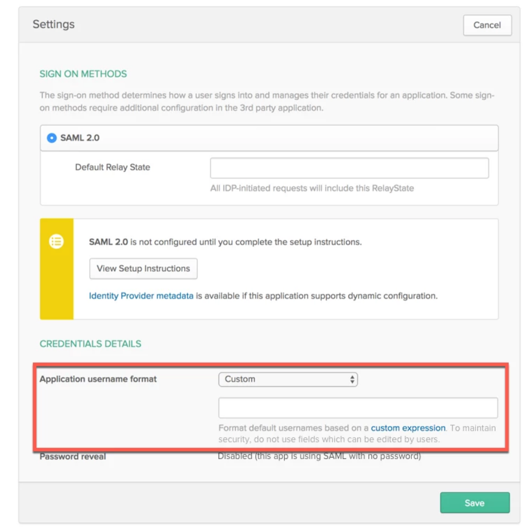 Settings
Cancel
SIGN ON METHODS
The sign-on method determines how a user signs into and manages their credentials for an application. Some sign-
on methods require additional configuration in the 3rd party application.
SAML 2.0
Default Relay State
All IDP-initiated requests will include this RelayState
SAML 2.0 is not configured until you complete the setup instructions.
View Setup Instructions
Identity Provider metadata is available if this application supports dynamic configuration.
CREDENTIALS DETAILS
Application username format
Custom
Format default usernames based on a custom expression. To maintain
security, do not use fields which can be edited by users.
Password reveal
Disabled (this app is using SAML with no password)
Save